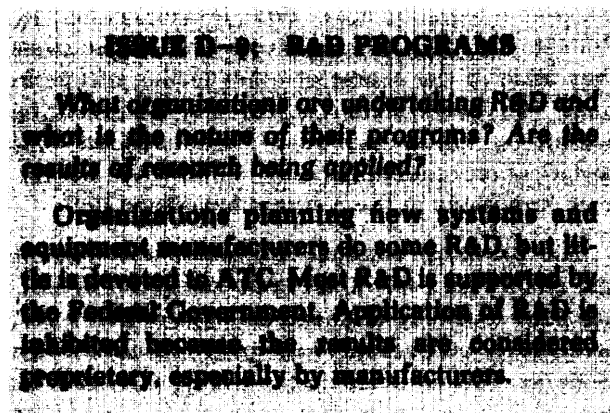 ISSUE D-9: R&D PROGRAMS
What organizations are undertaking R&D and
what is the nature of their programs? Are the
results of research being applied?
Organizations planning new systems and
equipment manufacturers do some R&D, but lit-
tle is devoted to ATC. Most R&D is supported by
the Federal Government. Application of R&D is
inhibited because the results are considered
proprietary, especially by manufacturers.